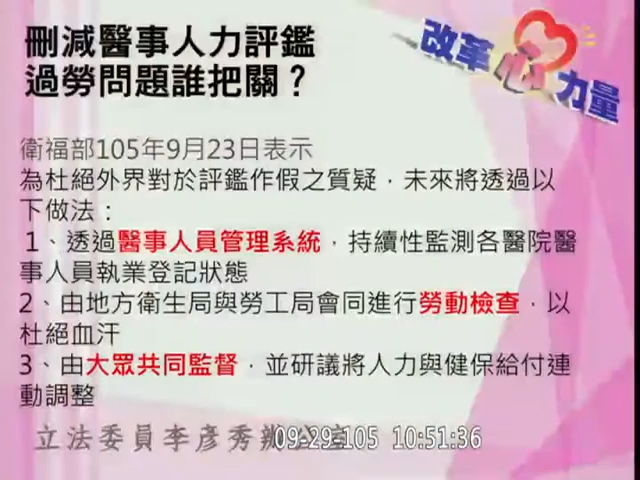 刪減醫事人力評鑑
過勞問題誰把關？
改革心力量
衛福部105年9月23日表示
為杜絕外界對於評鑑作假之質疑，未來將透過以
下做法：
1、透過醫事人員管理系統，持續性監測各醫院醫
事人員執業登記狀態
2、由地方衛生局與勞工局會同進行勞動檢查，以
杜絕血汗
3、由大眾共同監督，並研議將人力與健保給付連
動調整
立法委員李彥秀辦公室
09-29-105 10:51:36